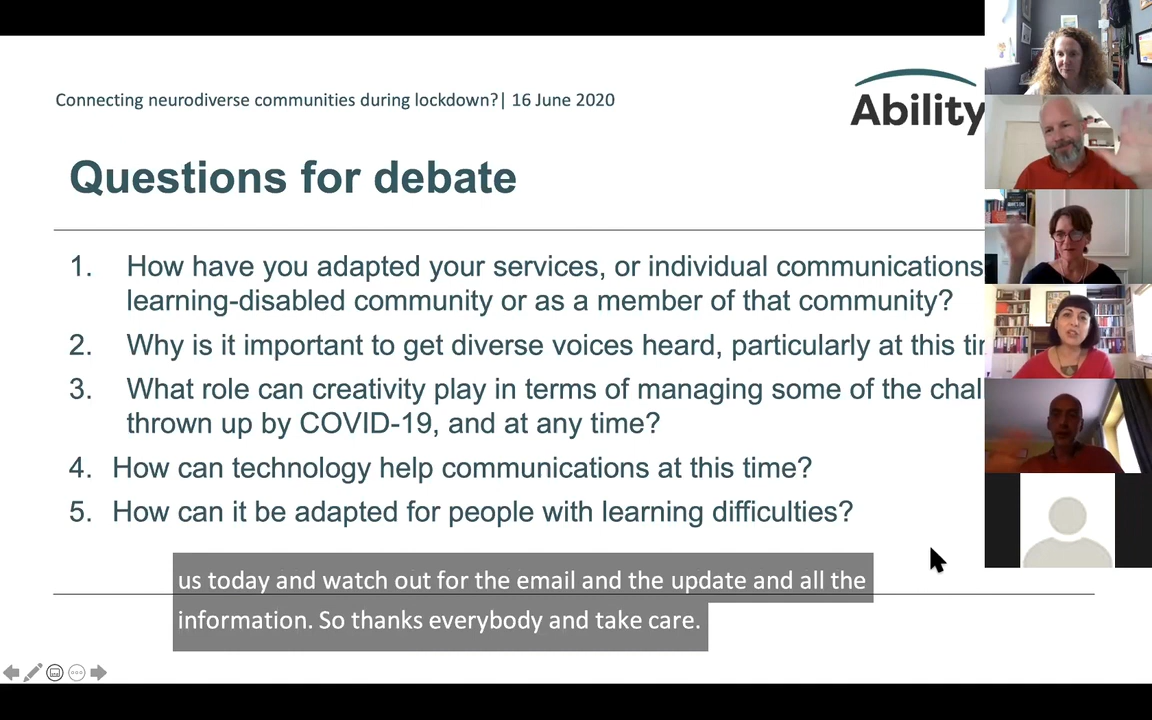 Connecting neurodiverse communities during lockdown?| 16 June 2020
Ability
Questions for debate
1. How have you adapted your services, or individual communications
learning-disabled community or as a member of that community?
2. Why is it important to get diverse voices heard, particularly at this
3. What role can creativity play in terms of managing some of the
thrown up by COVID-19, and at any time?
4. How can technology help communications at this time?
5. How can it be adapted for people with learning difficulties?
us today and watch out for the email and the update and all the
information. So thanks everybody and take care.